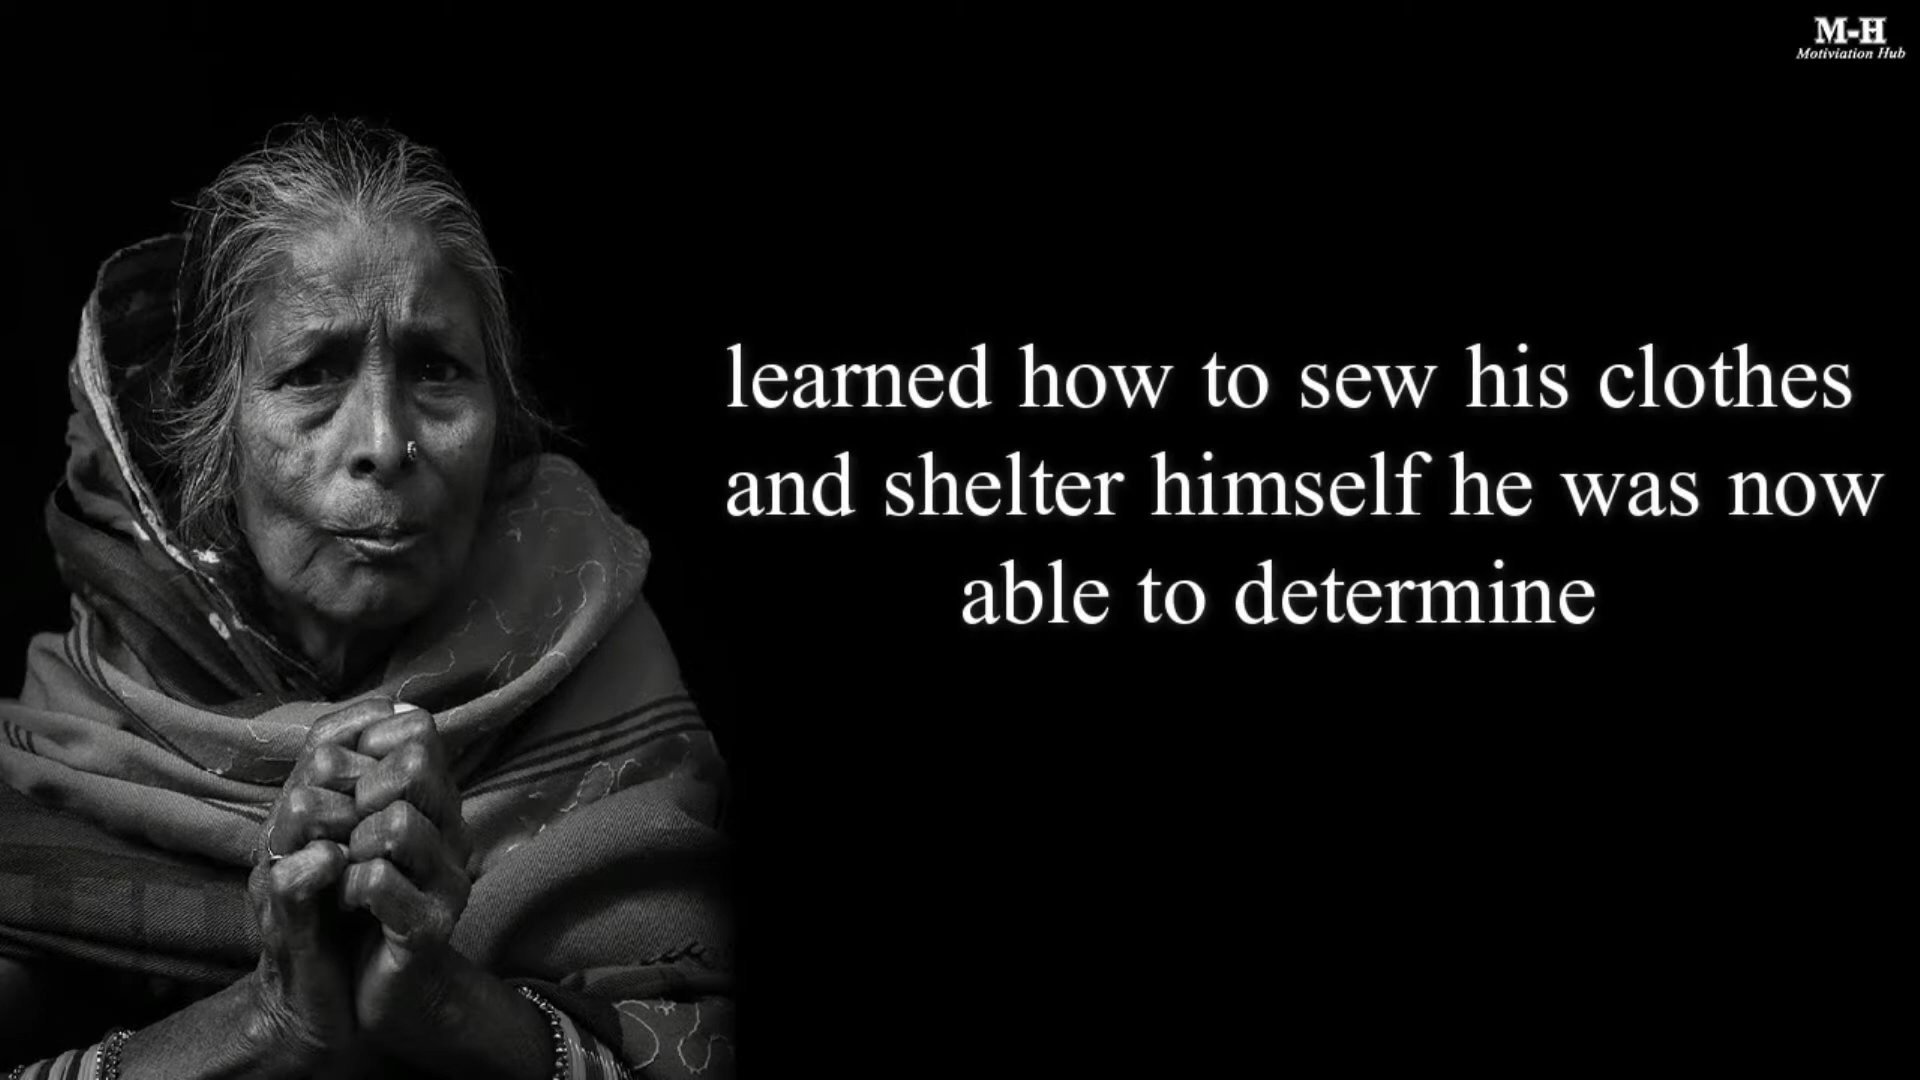 M-H
Motiviation Hub
learned how to sew his clothes
and shelter himself he was now
able to determine